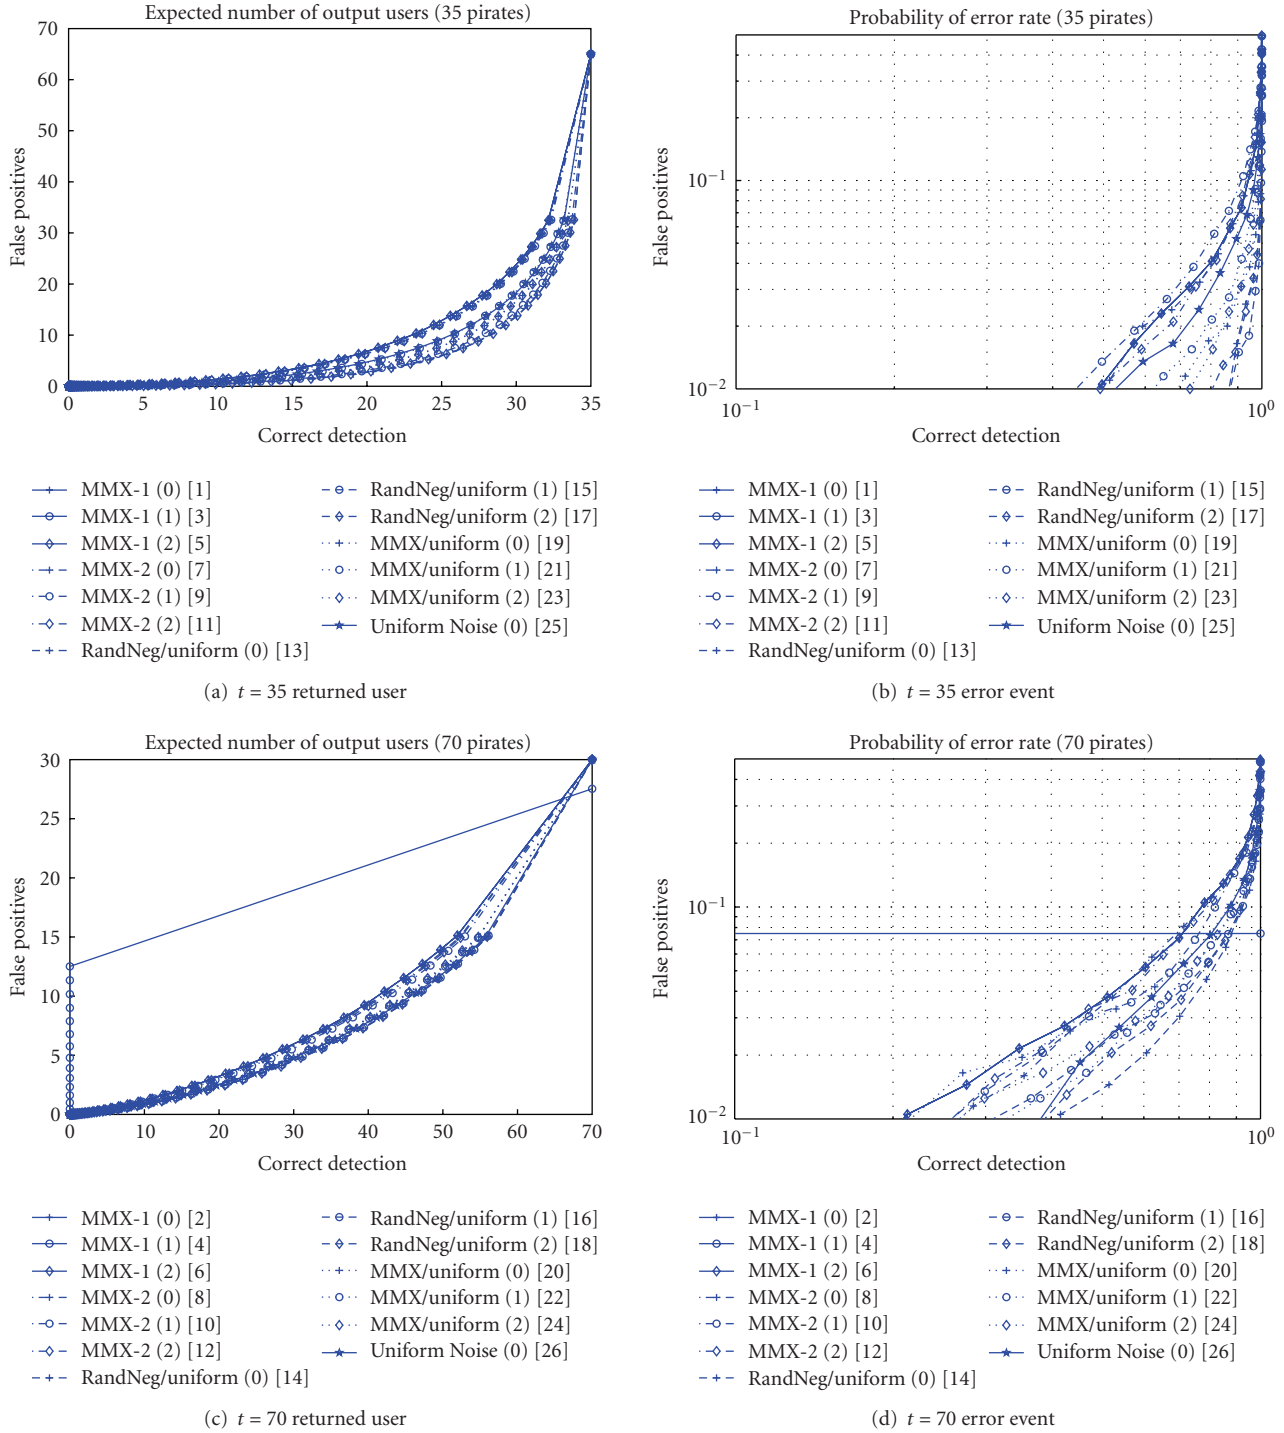 Expected number of output users (35 pirates)
70
60
50
40
30
20
10
0
False positives
0 5 10 15 20 25 30 35
Correct detection
MMX-1 (0) [1]
MMX-1 (1) [3]
MMX-1 (2) [5]
MMX-2 (0) [7]
MMX-2 (1) [9]
MMX-2 (2) [11]
RandNeg/uniform (0) [13]
RandNeg/uniform (1) [15]
RandNeg/uniform (2) [17]
MMX/uniform (0) [19]
MMX/uniform (1) [21]
MMX/uniform (2) [23]
Uniform Noise (0) [25]
(a) t = 35 returned user
Probability of error rate (35 pirates)
10−1
10−2
False positives
10−1 100
Correct detection
MMX-1 (0) [1]
MMX-1 (1) [3]
MMX-1 (2) [5]
MMX-2 (0) [7]
MMX-2 (1) [9]
MMX-2 (2) [11]
RandNeg/uniform (0) [13]
RandNeg/uniform (1) [15]
RandNeg/uniform (2) [17]
MMX/uniform (0) [19]
MMX/uniform (1) [21]
MMX/uniform (2) [23]
Uniform Noise (0) [25]
(b) t = 35 error event
Expected number of output users (70 pirates)
30
25
20
15
10
5
0
False positives
0 10 20 30 40 50 60 70
Correct detection
MMX-1 (0) [2]
MMX-1 (1) [4]
MMX-1 (2) [6]
MMX-2 (0) [8]
MMX-2 (1) [10]
MMX-2 (2) [12]
RandNeg/uniform (0) [14]
RandNeg/uniform (1) [16]
RandNeg/uniform (2) [18]
MMX/uniform (0) [20]
MMX/uniform (1) [22]
MMX/uniform (2) [24]
Uniform Noise (0) [26]
(c) t = 70 returned user
Probability of error rate (70 pirates)
10−1
10−2
False positives
10−1 100
Correct detection
MMX-1 (0) [2]
MMX-1 (1) [4]
MMX-1 (2) [6]
MMX-2 (0) [8]
MMX-2 (1) [10]
MMX-2 (2) [12]
RandNeg/uniform (0) [14]
RandNeg/uniform (1) [16]
RandNeg/uniform (2) [18]
MMX/uniform (0) [20]
MMX/uniform (1) [22]
MMX/uniform (2) [24]
Uniform Noise (0) [26]
(d) t = 70 error event